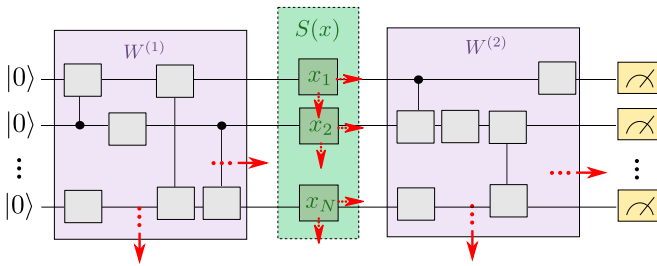 S(x)
W^{(1)} W^{(2)}
|0⟩ x_1
|0⟩ x_2
|0⟩ x_N